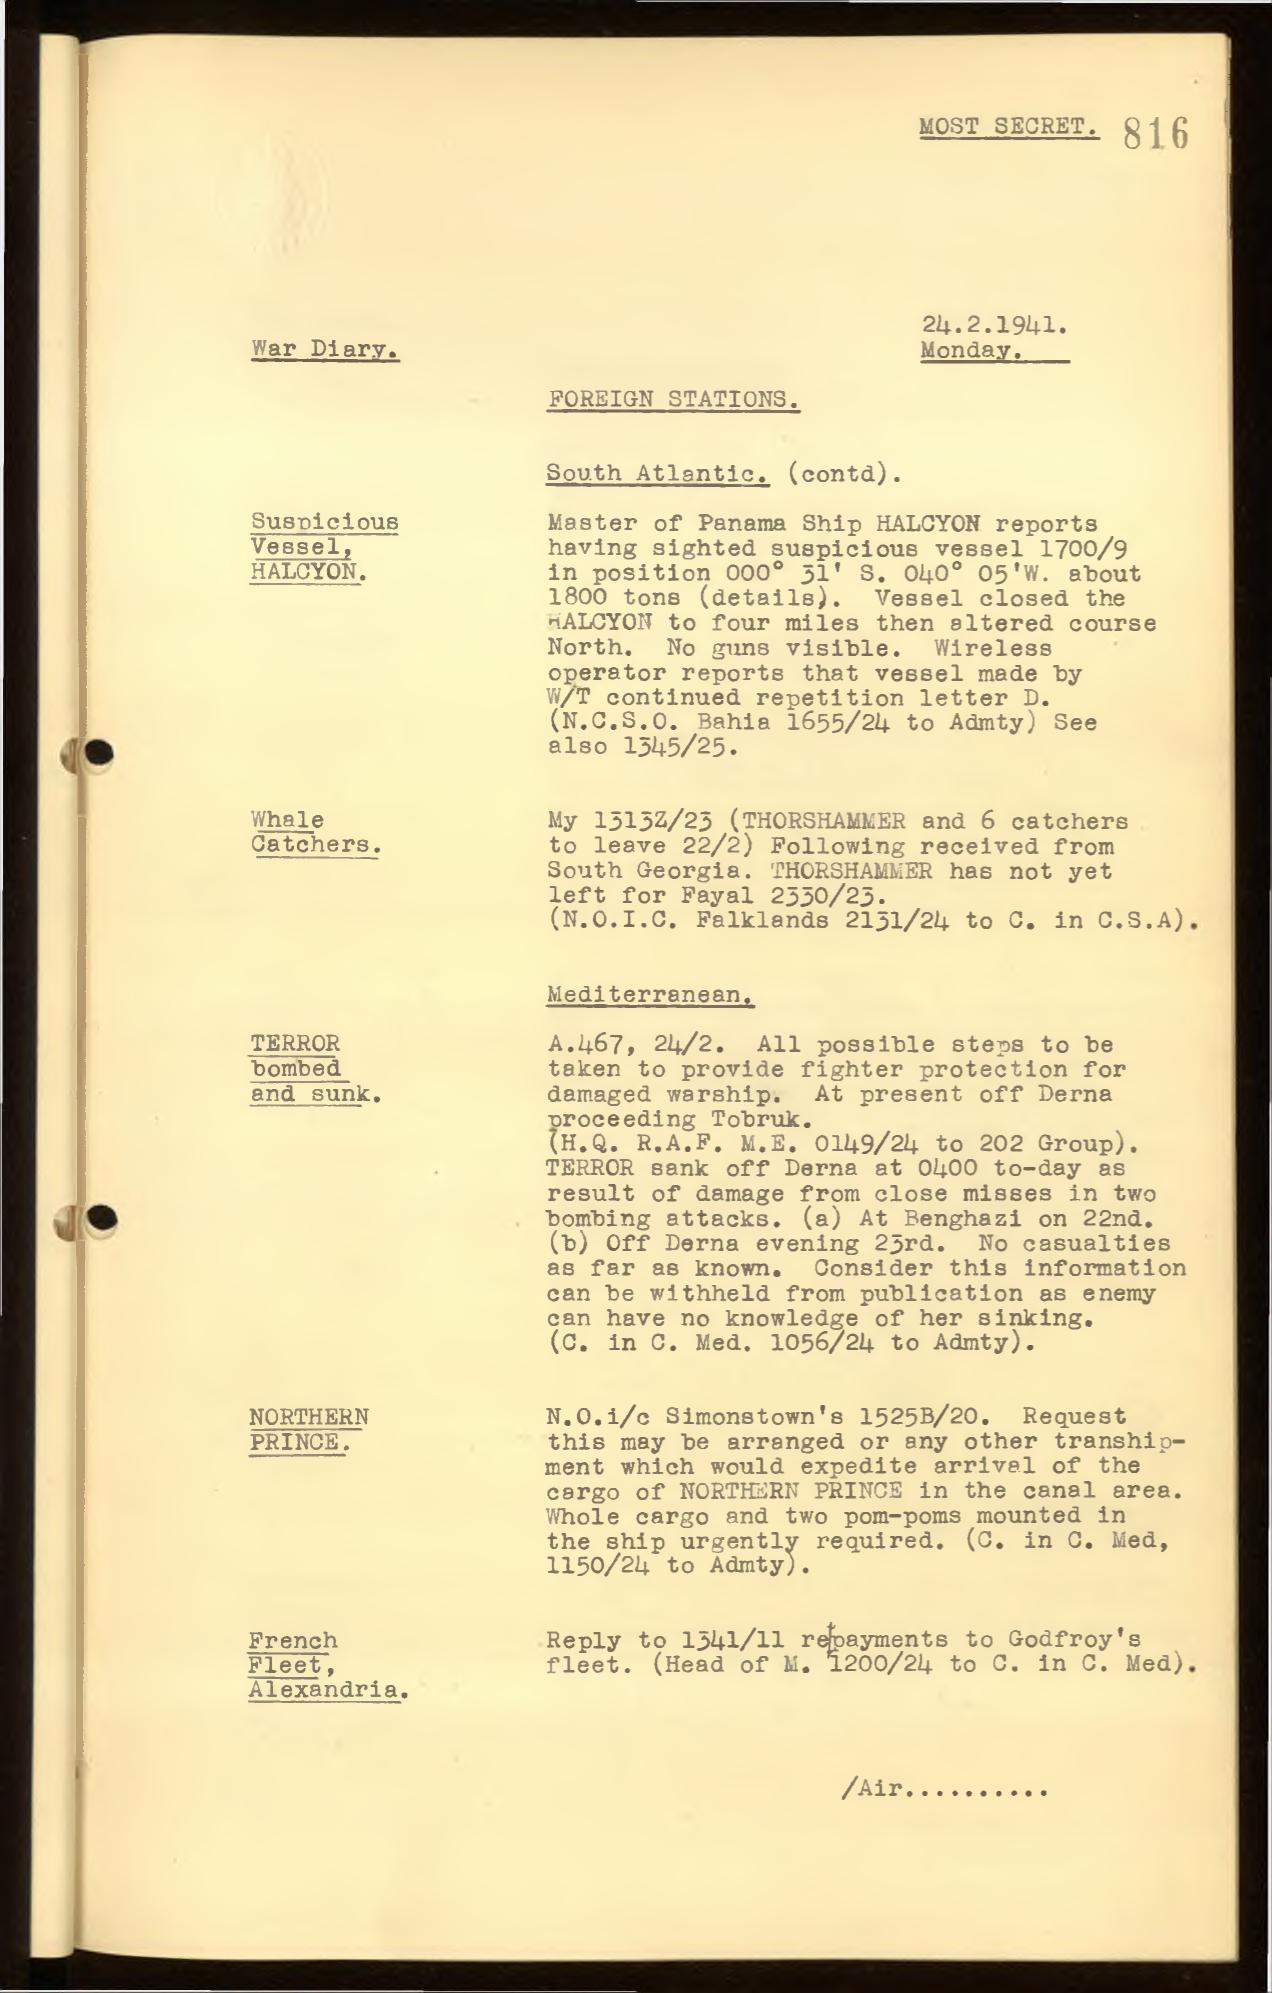 MOST SECRET. 816
24.2.1941.
War Diary.
Monday.
FOREIGN STATIONS.
South Atlantic. (contd).
Suspicious
Vessel,
HALCYON.
Master of Panama Ship HALCYON reports
having sighted suspicious vessel 1700/9
in position 000° 31' S. 040° 05'W. about
1800 tons (details). Vessel closed the
HALCYON to four miles then altered course
North. No guns visible. Wireless
operator reports that vessel made by
W/T continued repetition letter D.
(N.C.S.O. Bahia 1655/24 to Admty) See
also 1345/25.
Whale
Catchers.
My 1313Z/23 (THORSHAMMER and 6 catchers
to leave 22/2) Following received from
South Georgia. THORSHAMMER has not yet
left for Fayal 2330/23.
(N.O.I.C. Falklands 2131/24 to C. in C.S.A).
Mediterranean.
TERROR
bombed
and sunk.
A.467, 24/2. All possible steps to be
taken to provide fighter protection for
damaged warship. At present off Derna
proceeding Tobruk.
(H.Q. R.A.F. M.E. 0149/24 to 202 Group).
TERROR sank off Derna at 0400 to-day as
result of damage from close misses in two
bombing attacks. (a) At Benghazi on 22nd.
(b) Off Derna evening 23rd. No casualties
as far as known. Consider this information
can be withheld from publication as enemy
can have no knowledge of her sinking.
(C. in C. Med. 1056/24 to Admty).
NORTHERN
PRINCE.
N.O.i/c Simonstown's 1525B/20. Request
this may be arranged or any other tranship-
ment which would expedite arrival of the
cargo of NORTHERN PRINCE in the canal area.
Whole cargo and two pom-poms mounted in
the ship urgently required. (C. in C. Med,
1150/24 to Admty).
French
Fleet,
Alexandria.
Reply to 1341/11 re payments to Godfroy's
fleet. (Head of M. 1200/24 to C. in C. Med).
/Air..........